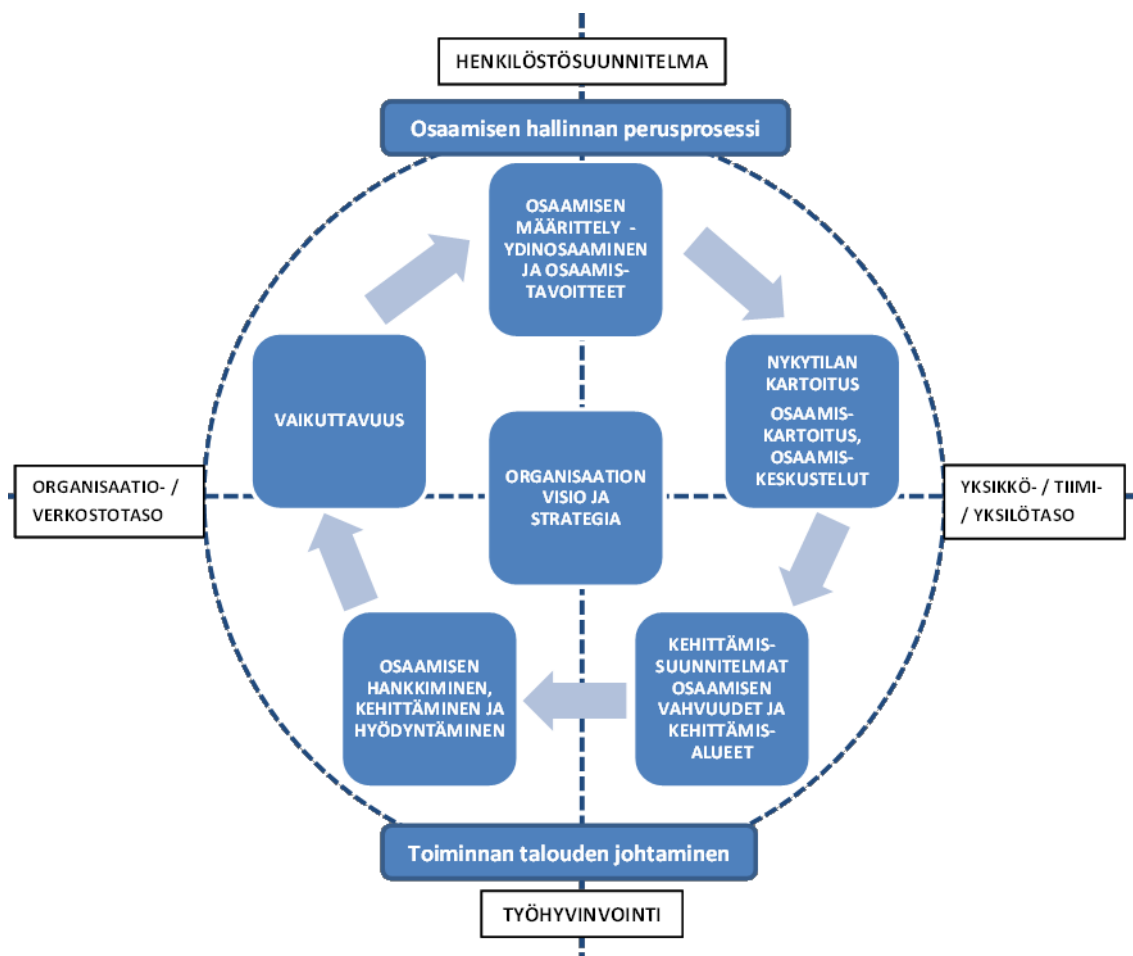 HENKILÖSTÖSUUNNITELMA
Osaamisen hallinnan perusprosessi
OSAAMISEN
MÄÄRITTELY -
YDINOSAAMINEN
JA OSAAMIS-
TAVOITTEET
NYKYTILAN
KARTOITUS
OSAAMIS-
KARTOITUS,
OSAAMIS-
KESKUSTELUT
VAIKUTTAVUUS
ORGANISAATION
VISIO JA
STRATEGIA
ORGANISAATIO- /
VERKOSTOTASO
YKSIKKÖ- / TIIMI-
/ YKSILÖTASO
KEHITTÄMIS-
SUUNNITELMAT
OSAAMISEN
VAHVUUDET JA
KEHITTÄMIS-
ALUEET
OSAAMISEN
HANKKIMINEN,
KEHITTÄMINEN JA
HYÖDYNTÄMINEN
Toiminnan talouden johtaminen
TYÖHYVINVOINTI